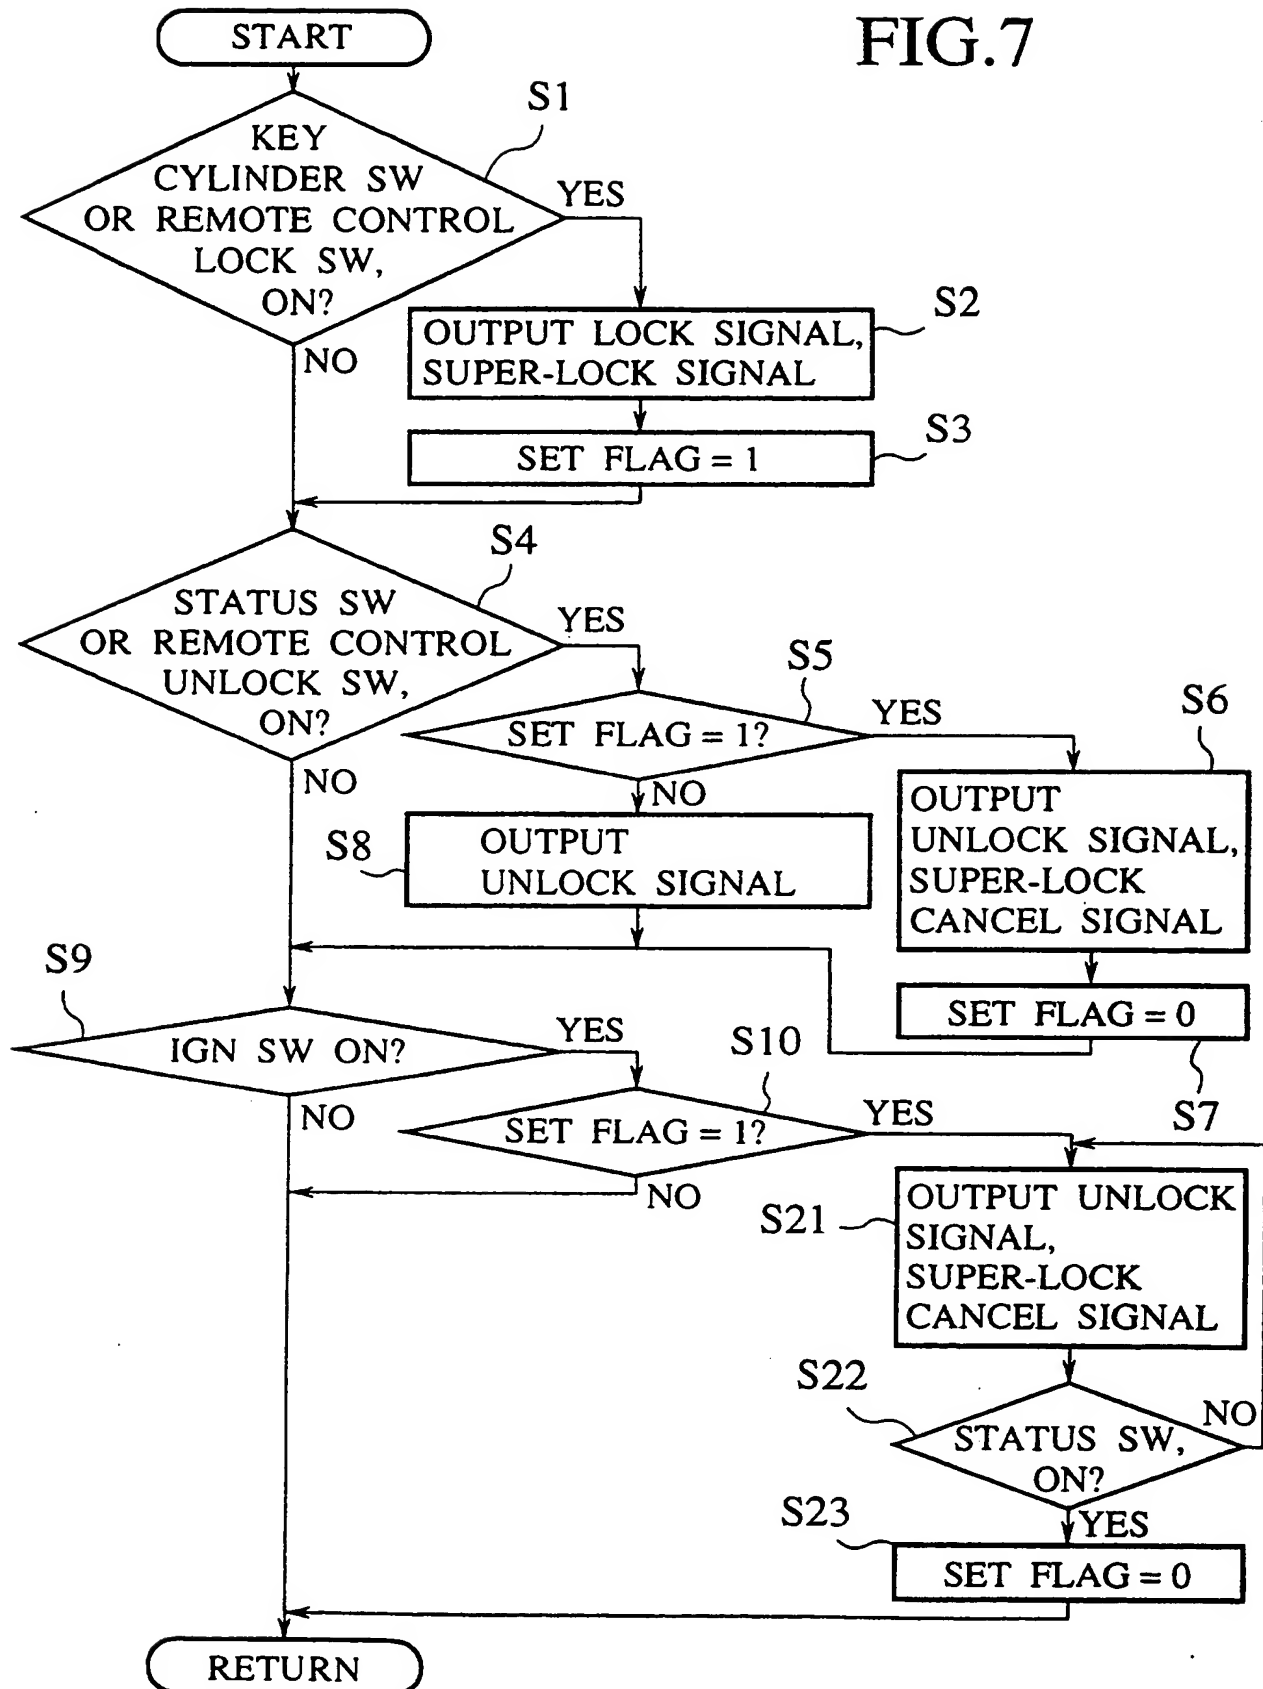 FIG.7
START
S1
KEY
CYLINDER SW
OR REMOTE CONTROL
LOCK SW,
ON?
YES
NO
S2
OUTPUT LOCK SIGNAL,
SUPER-LOCK SIGNAL
S3
SET FLAG = 1
S4
STATUS SW
OR REMOTE CONTROL
UNLOCK SW,
ON?
YES
NO
S5
SET FLAG = 1?
YES
NO
S6
OUTPUT
UNLOCK SIGNAL,
SUPER-LOCK
CANCEL SIGNAL
S8
OUTPUT
UNLOCK SIGNAL
SET FLAG = 0
S7
S9
IGN SW ON?
YES
NO
S10
SET FLAG = 1?
YES
NO
S21
OUTPUT UNLOCK
SIGNAL,
SUPER-LOCK
CANCEL SIGNAL
S22
STATUS SW,
ON?
NO
YES
S23
SET FLAG = 0
RETURN